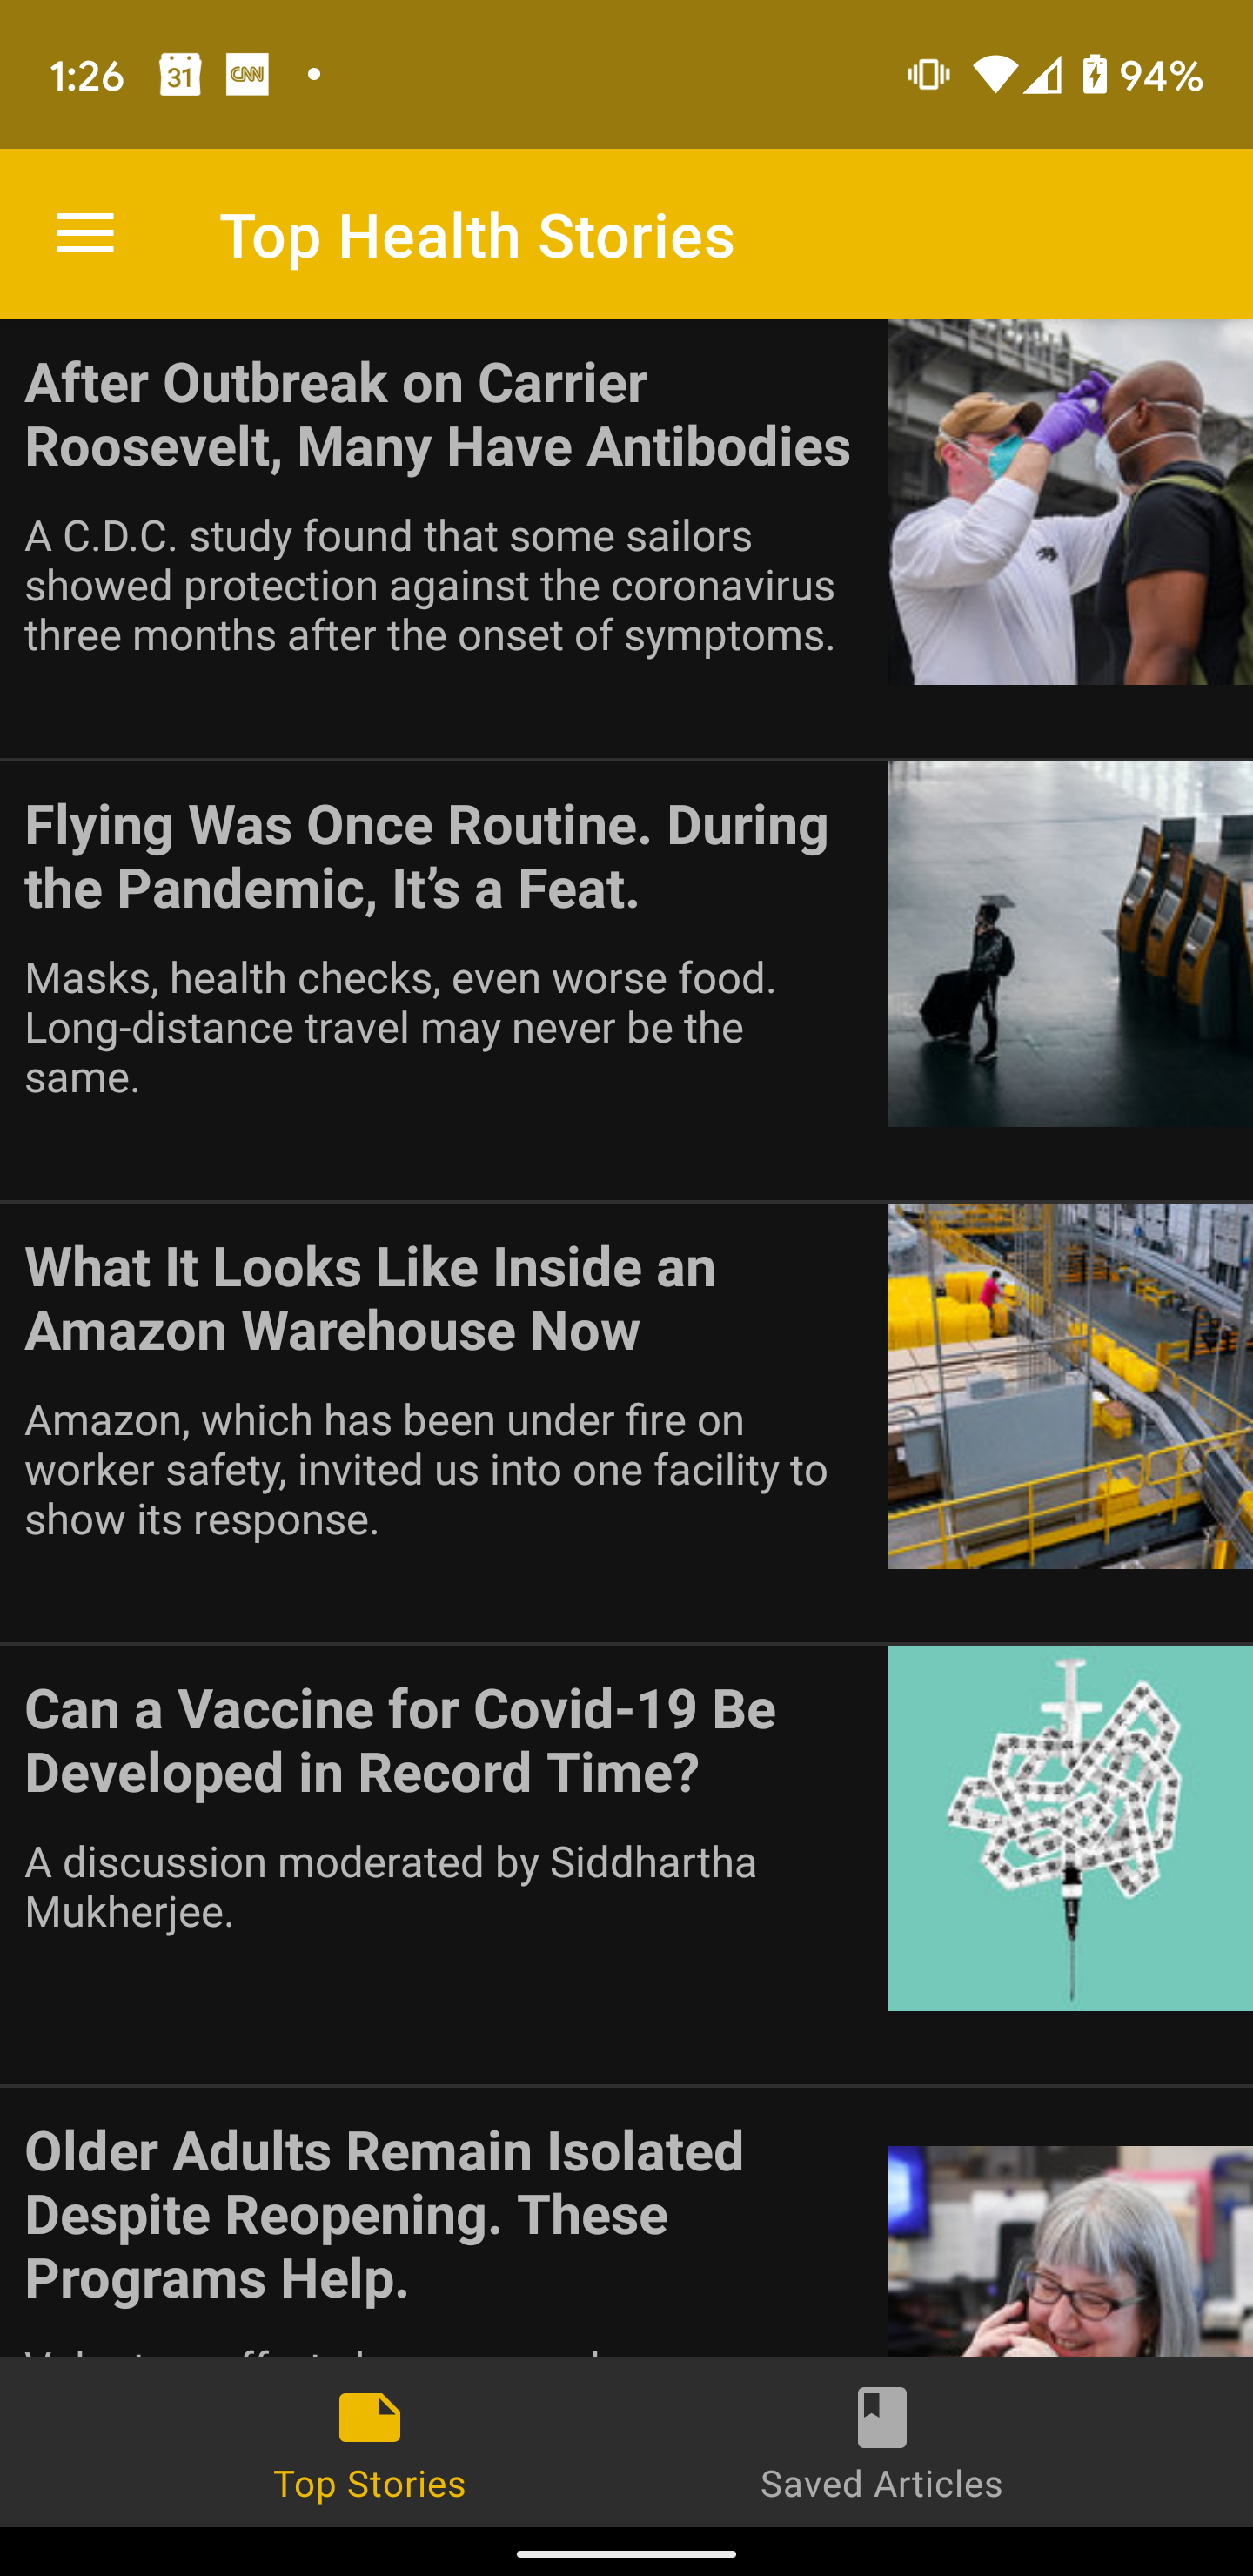 1:26 31 CNN 94%
Top Health Stories
After Outbreak on Carrier
Roosevelt, Many Have Antibodies
A C.D.C. study found that some sailors
showed protection against the coronavirus
three months after the onset of symptoms.
Flying Was Once Routine. During
the Pandemic, It’s a Feat.
Masks, health checks, even worse food.
Long-distance travel may never be the
same.
What It Looks Like Inside an
Amazon Warehouse Now
Amazon, which has been under fire on
worker safety, invited us into one facility to
show its response.
Can a Vaccine for Covid-19 Be
Developed in Record Time?
A discussion moderated by Siddhartha
Mukherjee.
Older Adults Remain Isolated
Despite Reopening. These
Programs Help.
Top Stories
Saved Articles